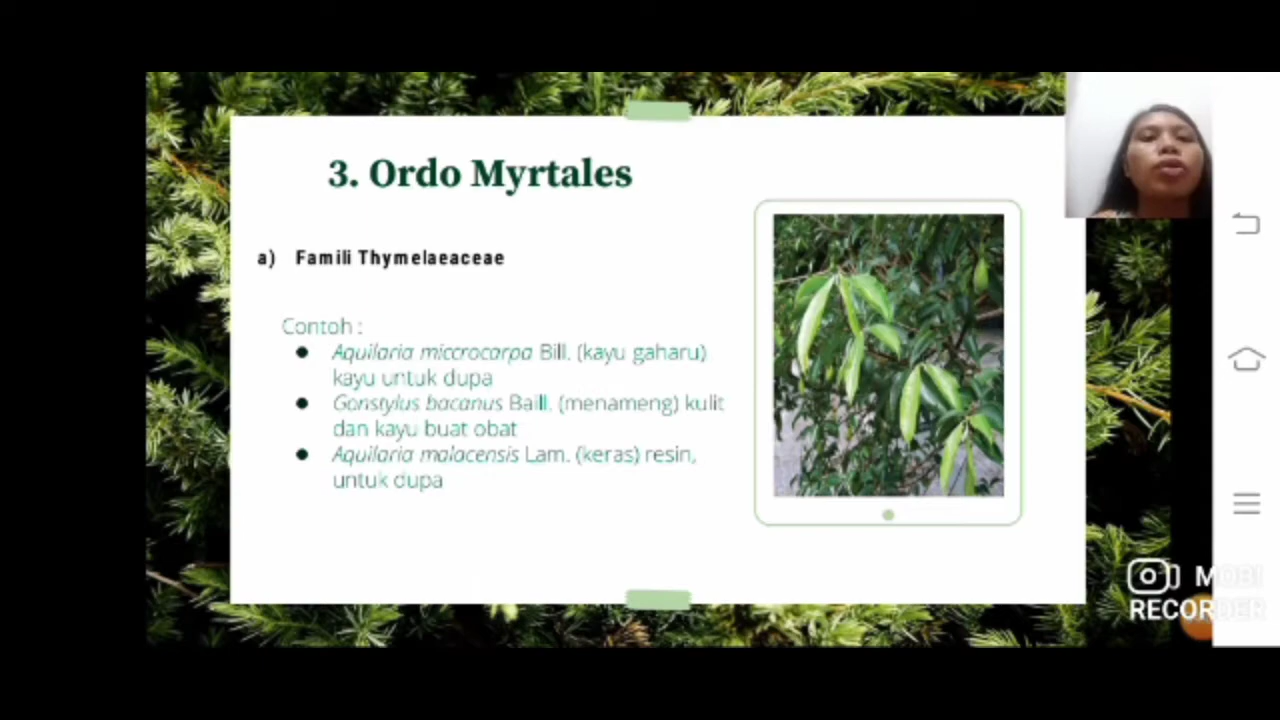 3. Ordo Myrtales
a) Famili Thymelaeaceae
Contoh :
● Aquilaria miccrocarpa Bill. (kayu gaharu)
kayu untuk dupa
● Gonstylus bacanus Baill. (menameng) kulit
dan kayu buat obat
● Aquilaria malacensis Lam. (keras) resin,
untuk dupa
MOBI
RECORDER